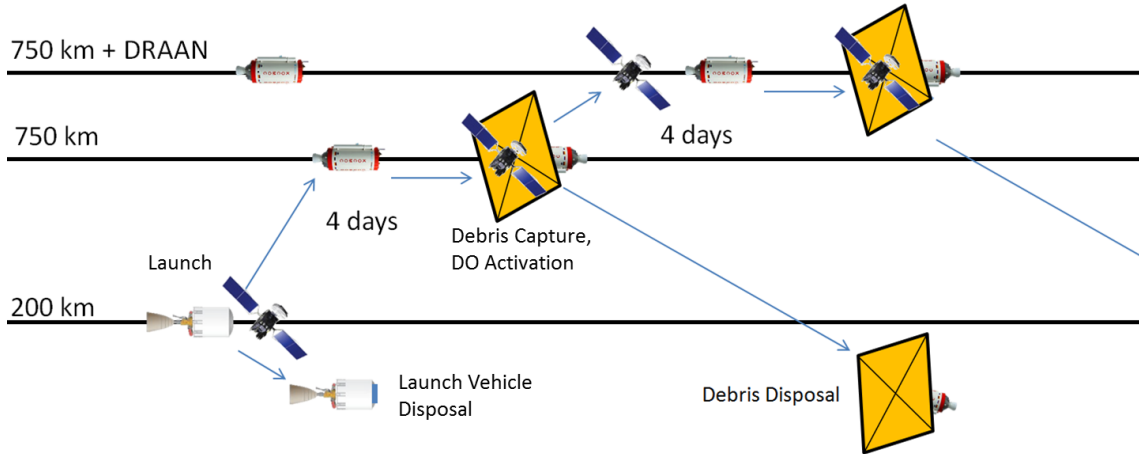 750 km + DRAAN
750 km
4 days
4 days
Debris Capture,
DO Activation
Launch
200 km
Launch Vehicle
Disposal
Debris Disposal